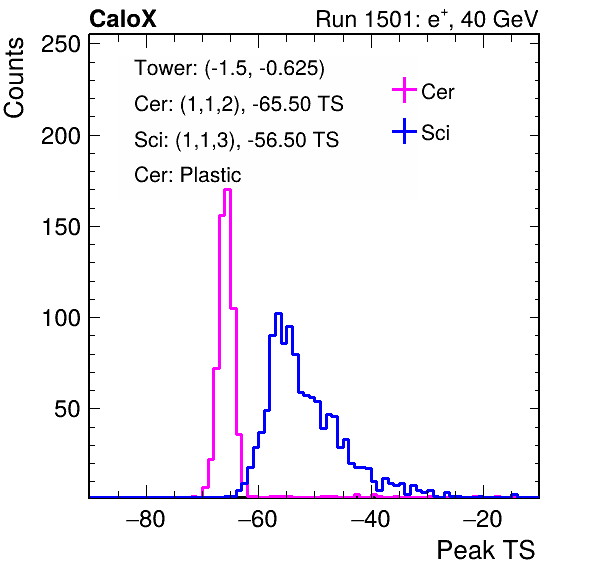 CaloX Run 1501: e+, 40 GeV
Counts
250
200
150
100
50
Tower: (-1.5, -0.625)
Cer: (1,1,2), -65.50 TS
Sci: (1,1,3), -56.50 TS
Cer: Plastic
Cer
Sci
−80 −60 −40 −20
Peak TS